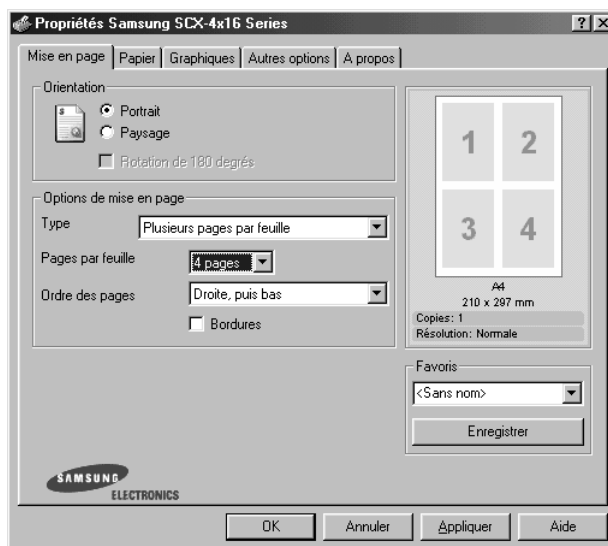 Propriétés Samsung SCX-4x16 Series
Mise en page
Papier
Graphiques
Autres options
A propos
Orientation
Portrait
Paysage
Rotation de 180 degrés
Options de mise en page
Type
Plusieurs pages par feuille
Pages par feuille
4 pages
Ordre des pages
Droite, puis bas
Bordures
1 2
3 4
A4
210 x 297 mm
Copies: 1
Résolution: Normale
Favoris
<Sans nom>
Enregistrer
SAMSUNG
ELECTRONICS
OK
Annuler
Appliquer
Aide